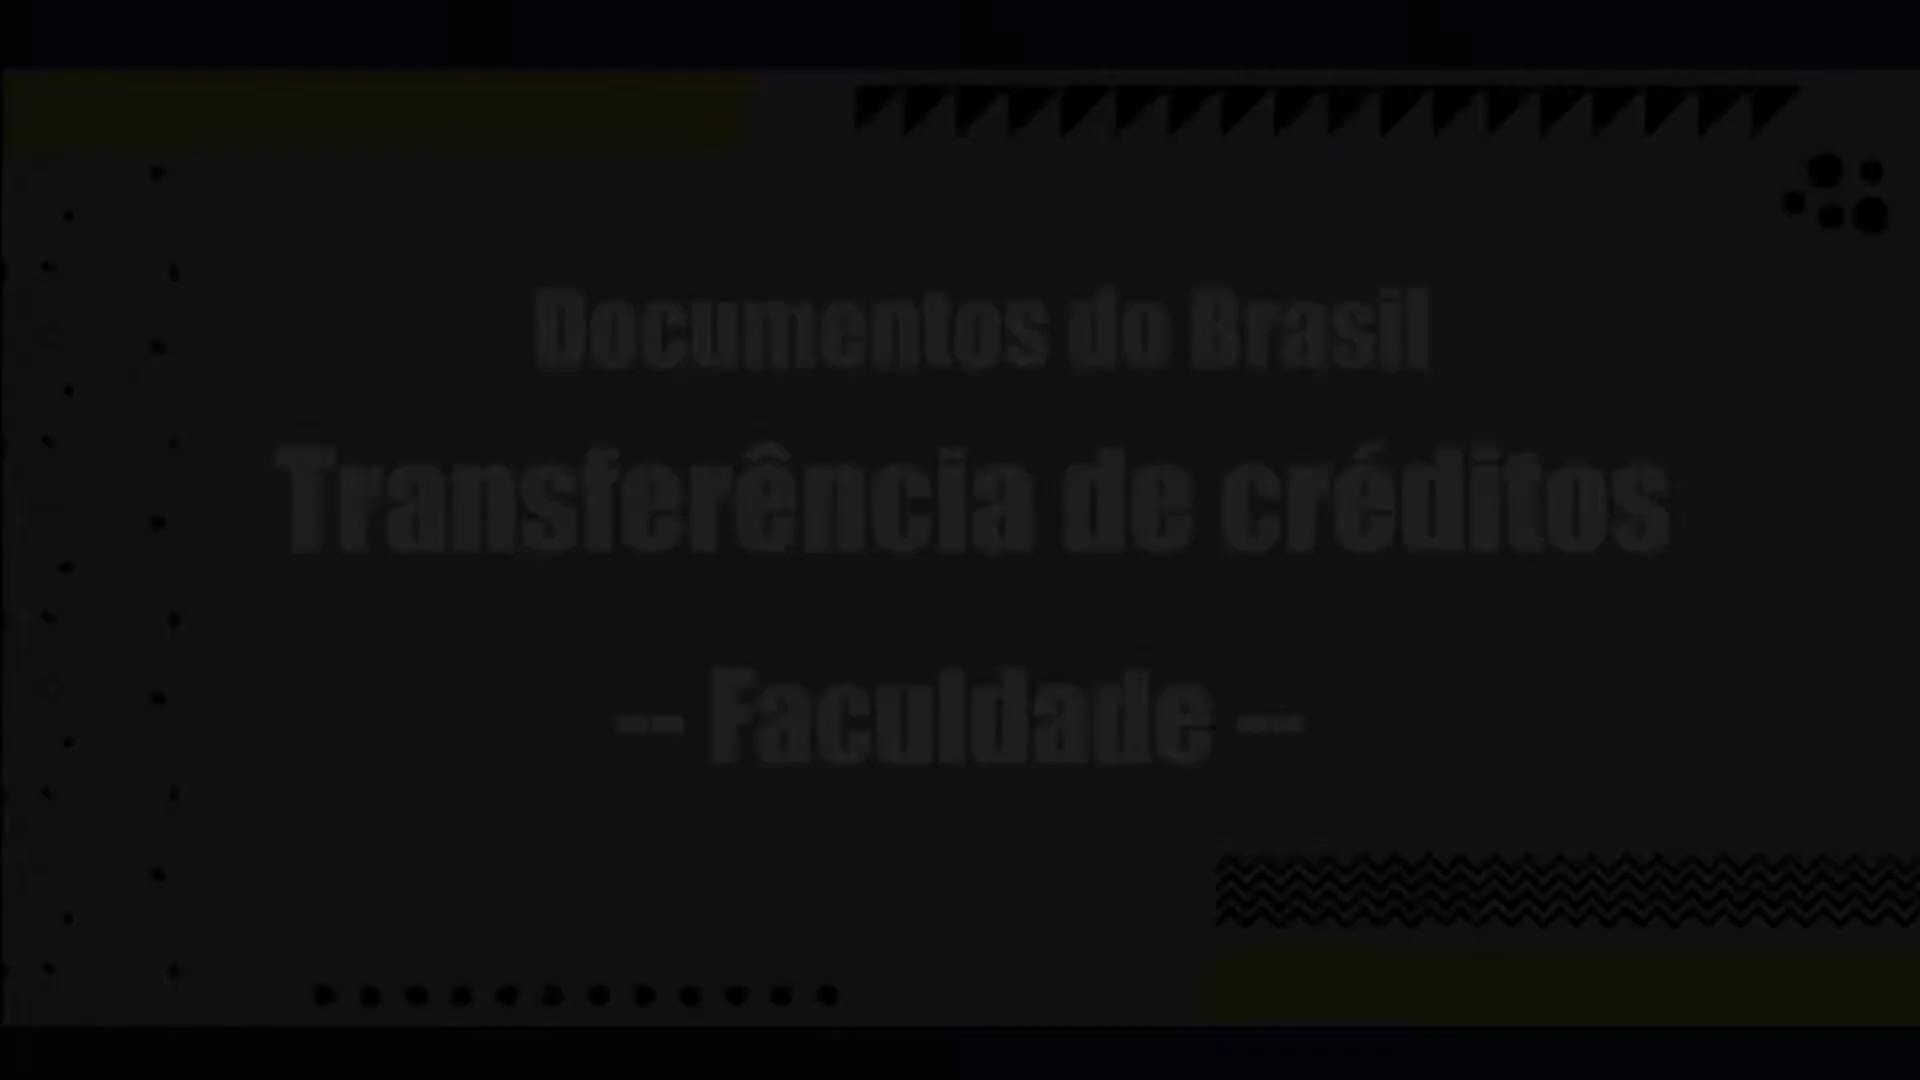 Documentos do Brasil
Transferência de créditos
-- Faculdade --